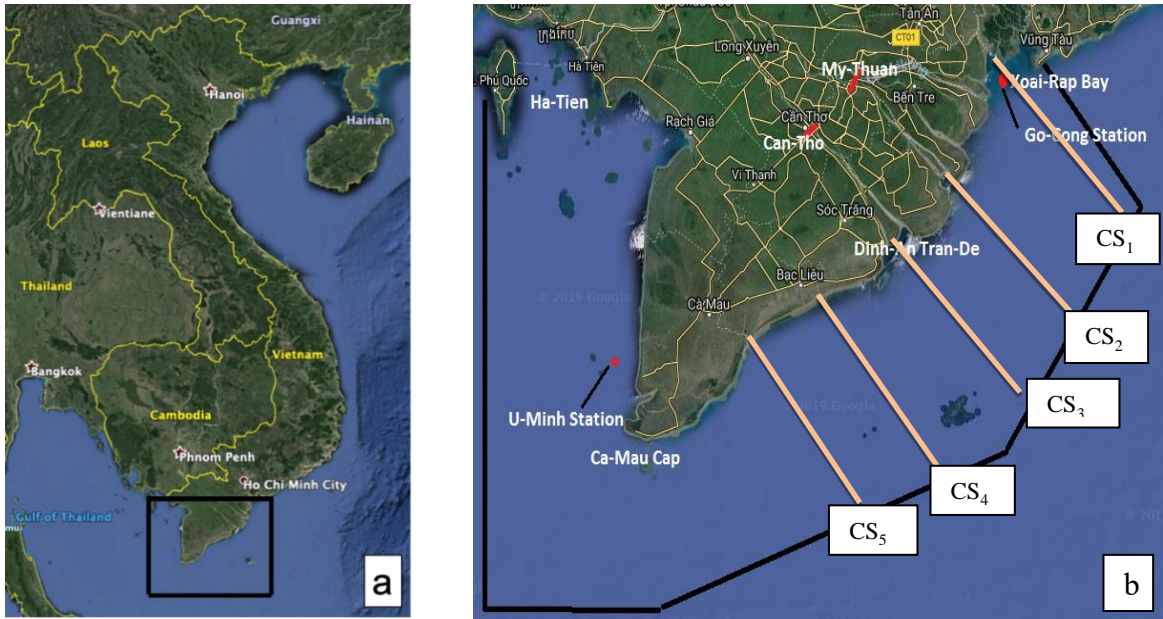 Guangxi
Hanoi
Hainan
Laos
Vientiane
Thailand
Vietnam
Bangkok
Cambodia
Phnom Penh
Ho Chi Minh City
Gulf of Thailand
mui
a
Tân An
CT01
Vũng Tàu
Long Xuyên
Hà Tiên
Phú Quốc
My-Thuan
Xoai-Rap Bay
Ha-Tien
Bến Tre
Rạch Giá
Cần Thơ
Go-Cong Station
Can-Tho
Vi Thanh
Sóc Trăng
CS1
Dinh-An Tran-De
Bạc Liêu
© 2019 Google
Cà Mau
CS2
U-Minh Station
© 2019 Google
CS3
Ca-Mau Cap
CS4
© 201
CS5
b